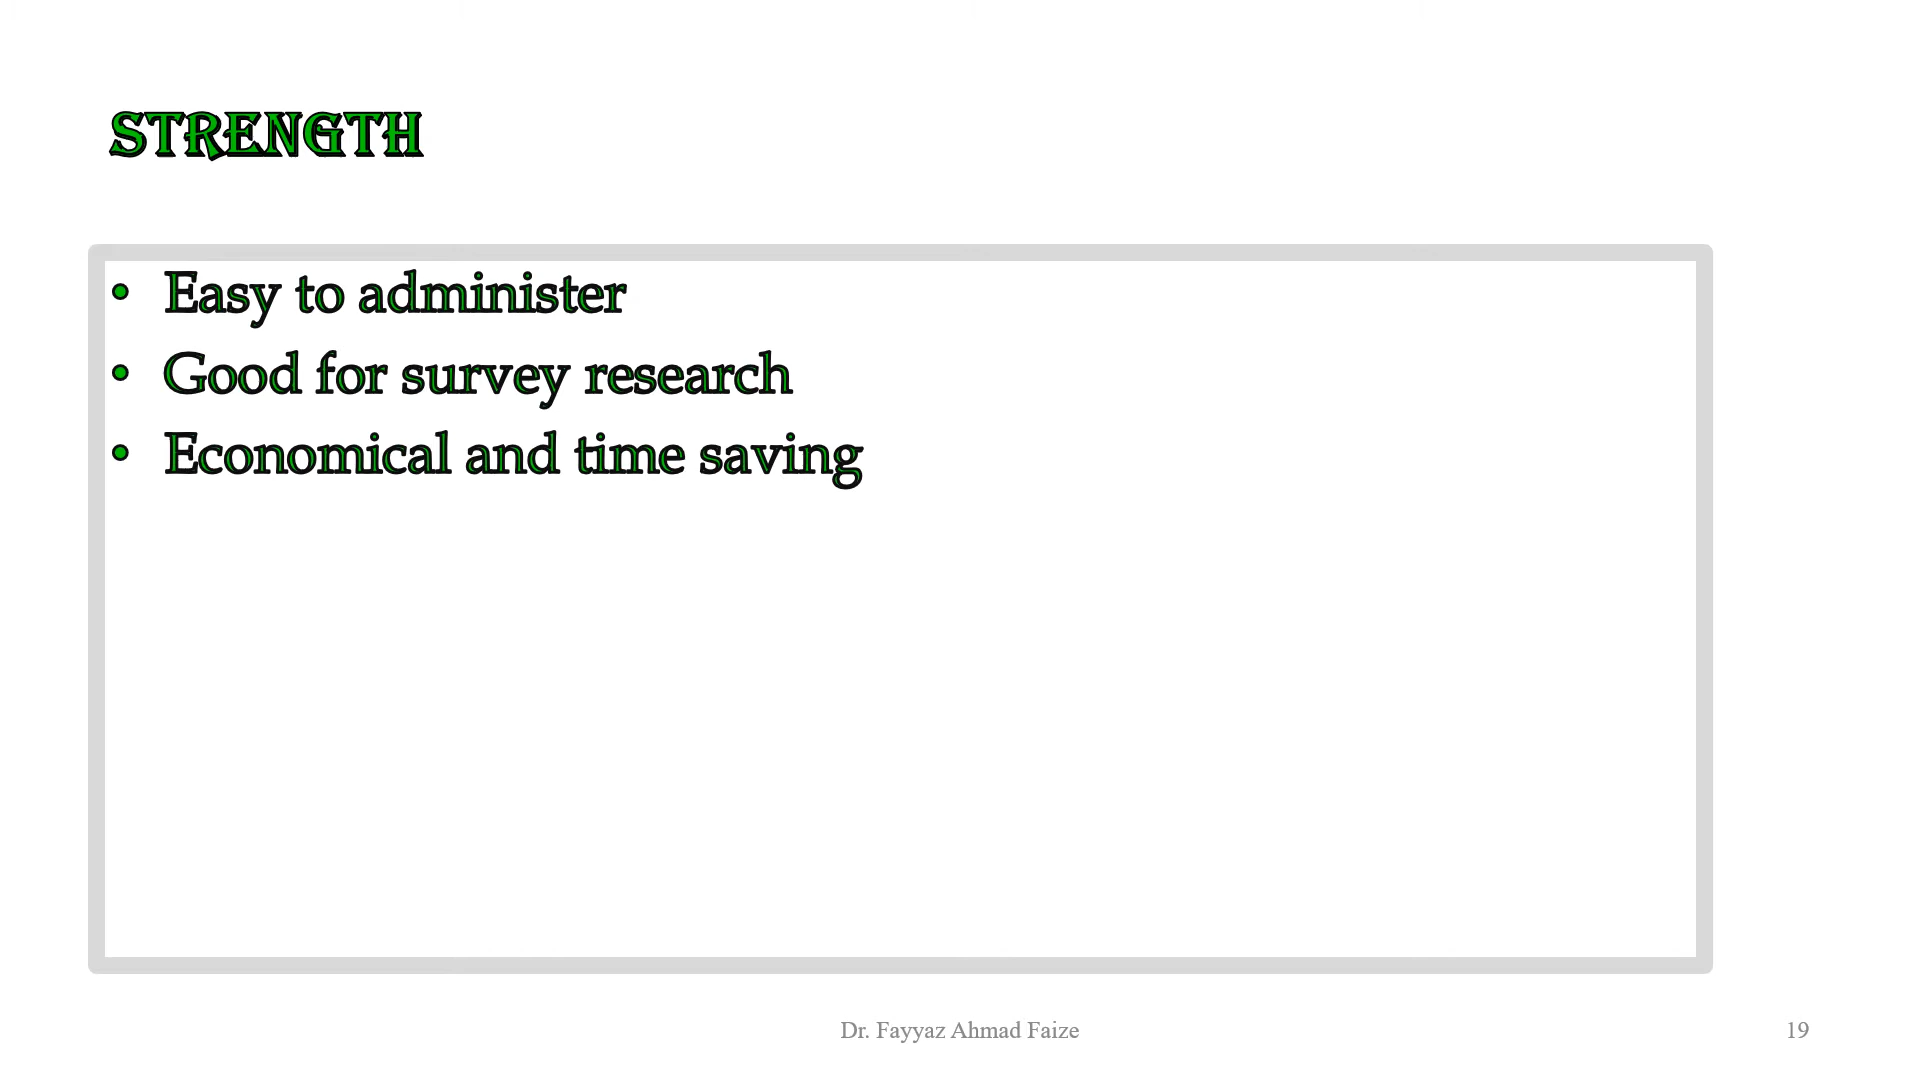 STRENGTH
• Easy to administer
• Good for survey research
• Economical and time saving
Dr. Fayyaz Ahmad Faize
19